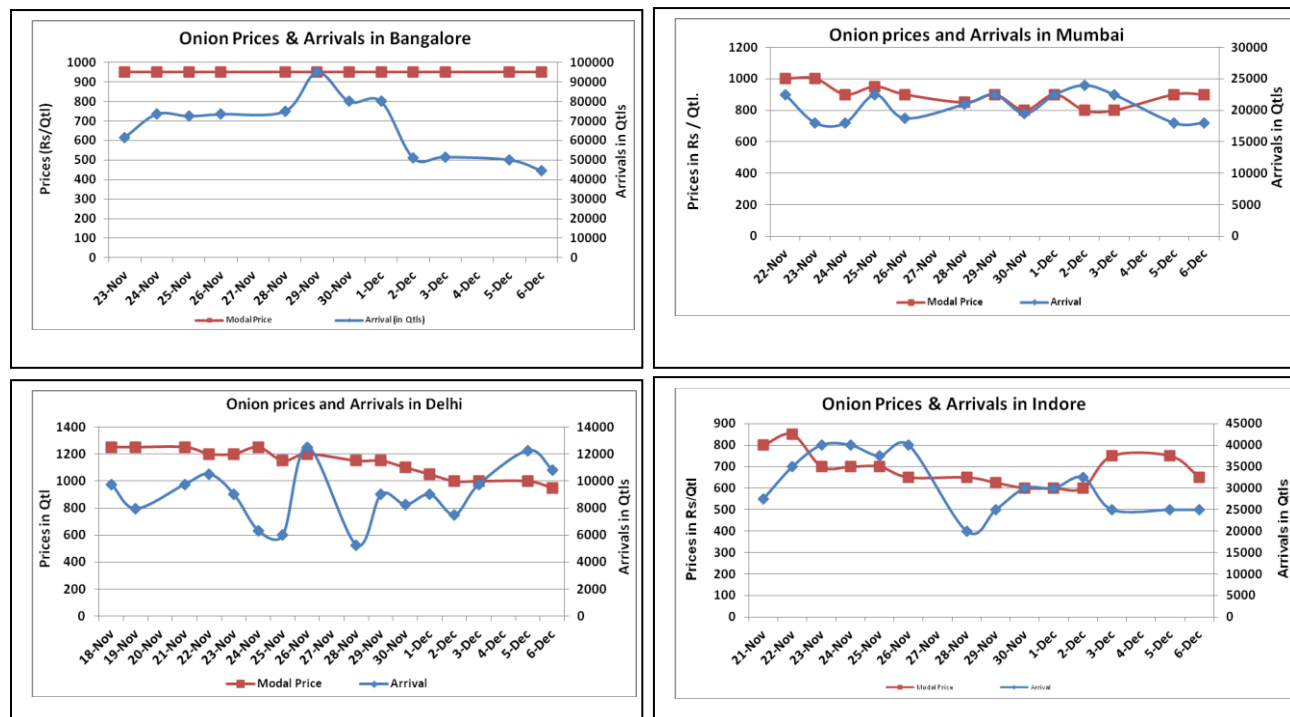 Onion Prices & Arrivals in Bangalore
Prices (Rs/Qtl)
1000
900
800
700
600
500
400
300
200
100
0
100000
90000
80000
70000
60000
50000
40000
30000
20000
10000
0
Arrivals in Qtls
23-Nov
24-Nov
25-Nov
26-Nov
27-Nov
28-Nov
29-Nov
30-Nov
1-Dec
2-Dec
3-Dec
4-Dec
5-Dec
6-Dec
Modal Price
Arrival (in Qtls)
Onion prices and Arrivals in Mumbai
Prices in Rs / Qtl.
1200
1000
800
600
400
200
0
30000
25000
20000
15000
10000
5000
0
Arrivals in Qtls
22-Nov
23-Nov
24-Nov
25-Nov
26-Nov
27-Nov
28-Nov
29-Nov
30-Nov
1-Dec
2-Dec
3-Dec
4-Dec
5-Dec
6-Dec
Modal Price
Arrival
Onion prices and Arrivals in Delhi
Prices in Qtl
1400
1200
1000
800
600
400
200
0
14000
12000
10000
8000
6000
4000
2000
0
Arrivals in Qtls
18-Nov
19-Nov
20-Nov
21-Nov
22-Nov
23-Nov
24-Nov
25-Nov
26-Nov
27-Nov
28-Nov
29-Nov
30-Nov
1-Dec
2-Dec
3-Dec
4-Dec
5-Dec
6-Dec
Modal Price
Arrival
Onion Prices & Arrivals in Indore
Prices in Rs/Qtl
900
800
700
600
500
400
300
200
100
0
45000
40000
35000
30000
25000
20000
15000
10000
5000
0
Arrivals in Qtls
21-Nov
22-Nov
23-Nov
24-Nov
25-Nov
26-Nov
27-Nov
28-Nov
29-Nov
30-Nov
1-Dec
2-Dec
3-Dec
4-Dec
5-Dec
6-Dec
Modal Price
Arrival